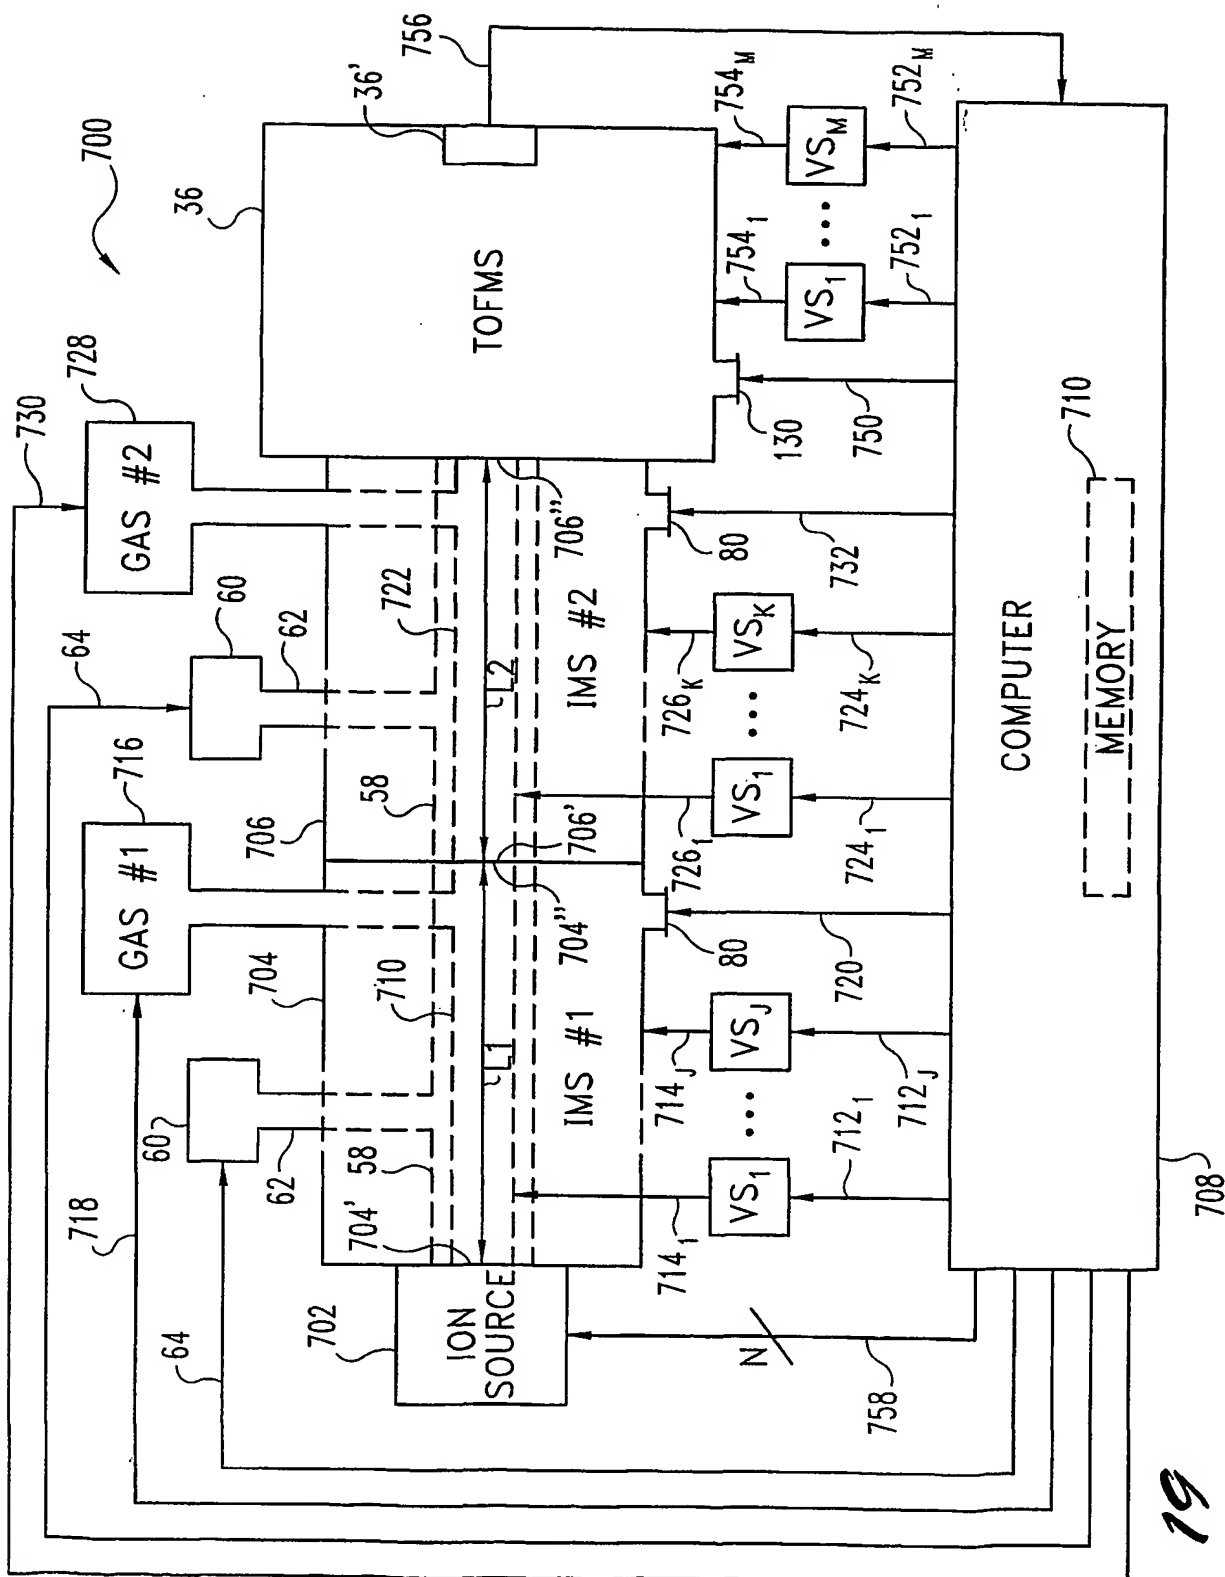 700
730
728
GAS #2
64
60
62
716
GAS #1
718
64
60
62
36
36'
756
TOFMS
706
58
722
704
58
710
L2
L1
706''
706'
704''
704'
IMS #2
IMS #1
702
ION
SOURCE
N
758
714₁
VS₁
712₁
714J
VSJ
712J
80
720
726₁
VS₁
724₁
726K
VSK
724K
80
732
130
750
754₁
VS₁
752₁
754M
VSM
752M
COMPUTER
MEMORY
710
708
19